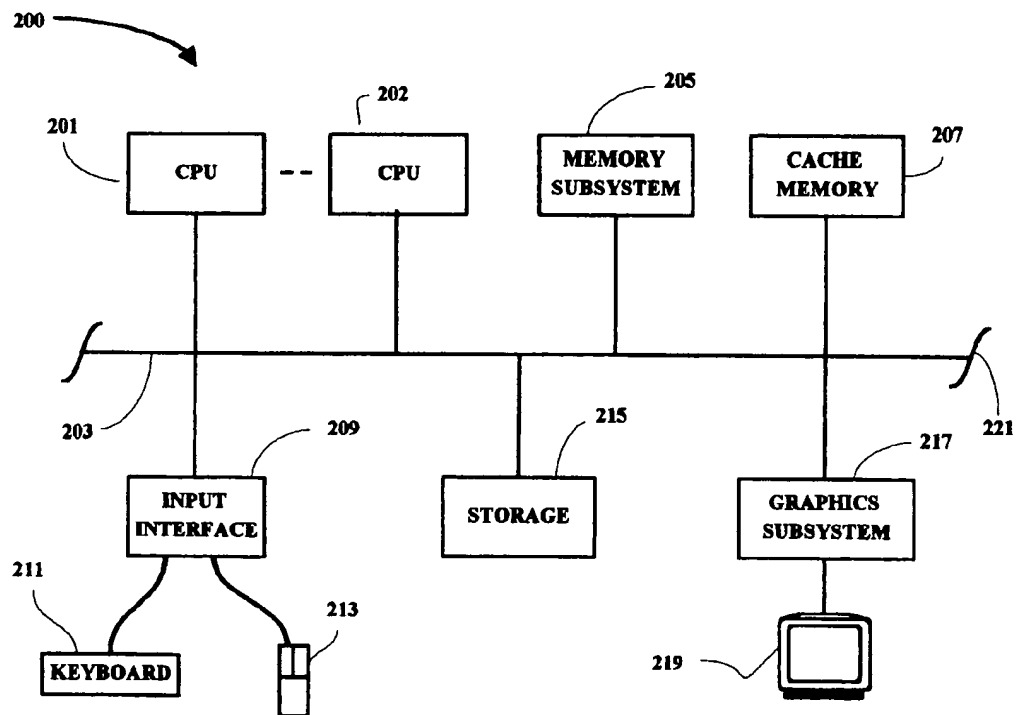 200
201
CPU
202
CPU
205
MEMORY
SUBSYSTEM
207
CACHE
MEMORY
203
221
209
INPUT
INTERFACE
215
STORAGE
217
GRAPHICS
SUBSYSTEM
211
KEYBOARD
213
219